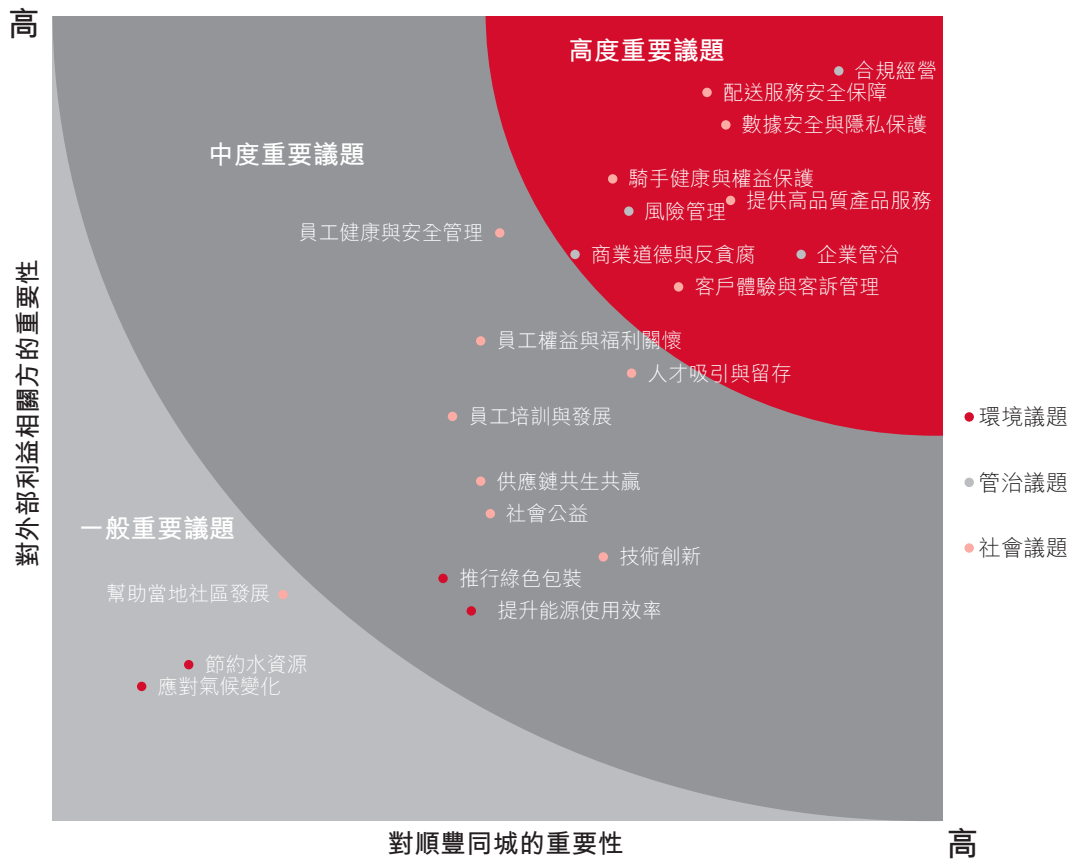 高
高度重要議題
合規經營
配送服務安全保障
數據安全與隱私保護
中度重要議題
騎手健康與權益保護
提供高品質產品服務
風險管理
員工健康與安全管理
商業道德與反貪腐
企業管治
客戶體驗與客訴管理
對外部利益相關方的重要性
員工權益與福利關懷
人才吸引與留存
員工培訓與發展
環境議題
供應鏈共生共贏
管治議題
社會公益
一般重要議題
社會議題
技術創新
推行綠色包裝
幫助當地社區發展
提升能源使用效率
節約水資源
應對氣候變化
對順豐同城的重要性
高